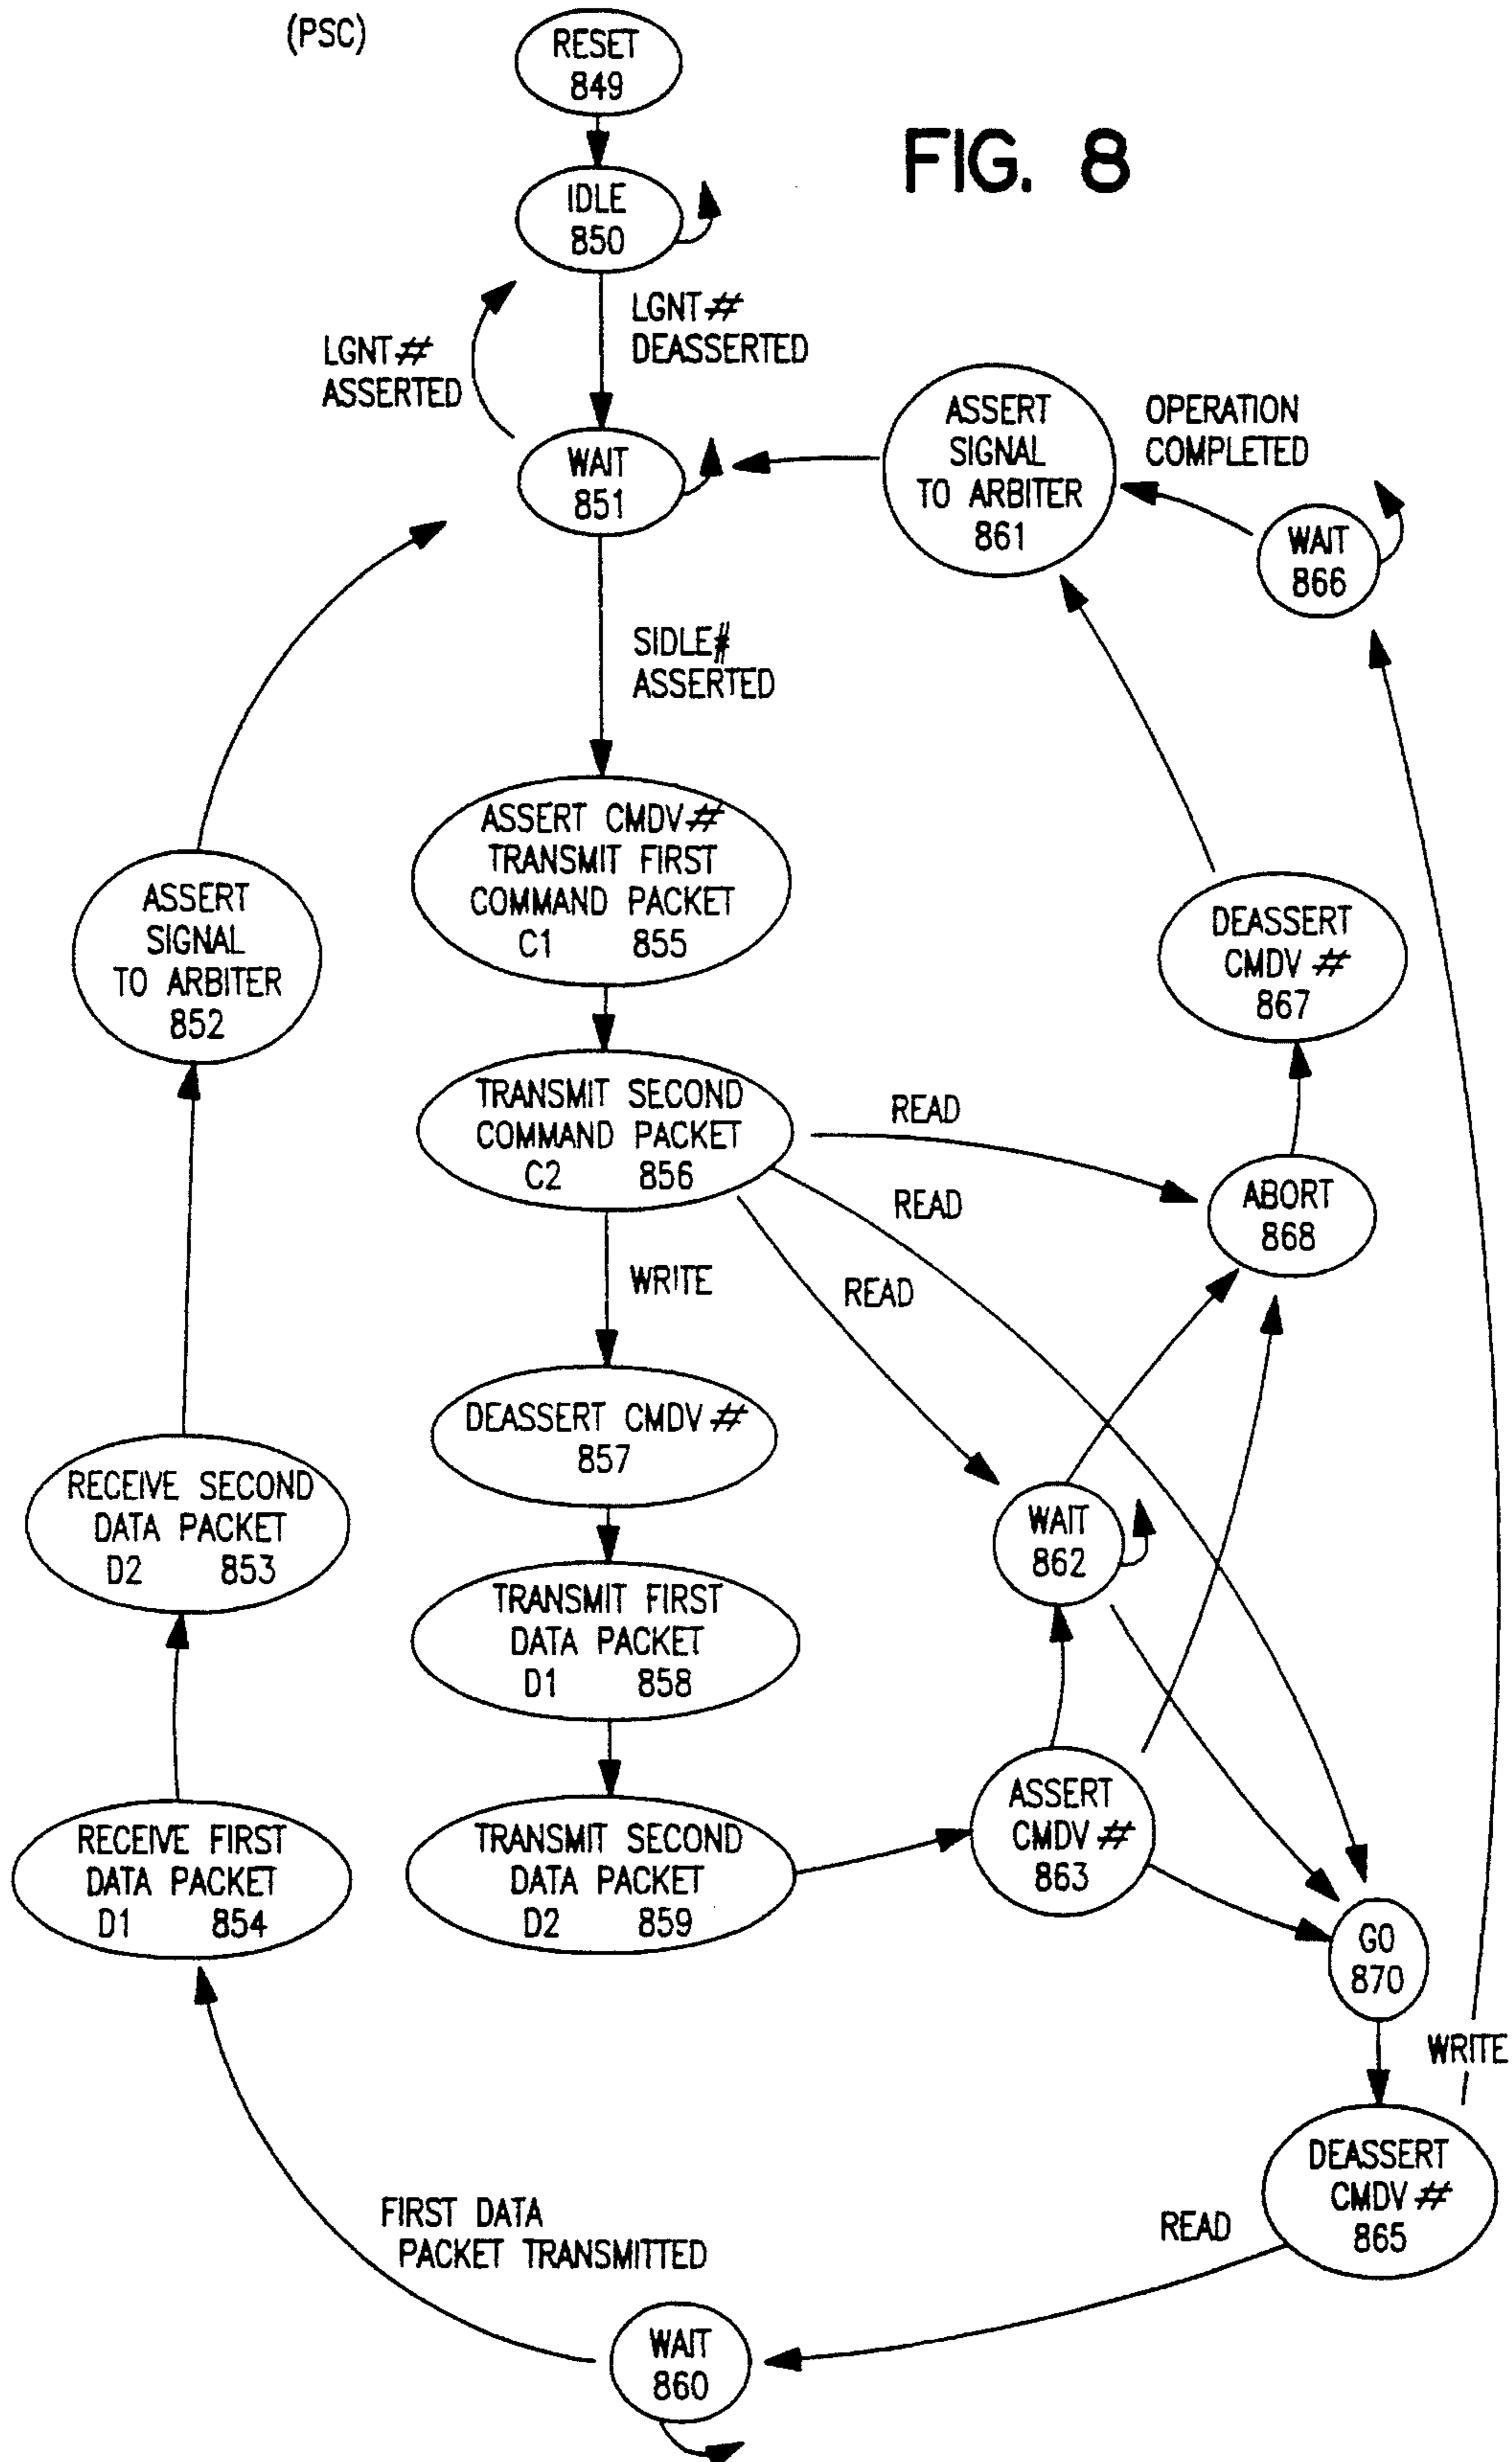 (PSC)
RESET
849
FIG. 8
IDLE
850
LGNT#
DEASSERTED
LGNT#
ASSERTED
WAIT
851
ASSERT
SIGNAL
TO ARBITER
861
OPERATION
COMPLETED
WAIT
866
SIDLE#
ASSERTED
ASSERT CMDV#
TRANSMIT FIRST
COMMAND PACKET
C1 855
ASSERT
SIGNAL
TO ARBITER
852
DEASSERT
CMDV#
867
TRANSMIT SECOND
COMMAND PACKET
C2 856
READ
READ
READ
ABORT
868
WRITE
DEASSERT CMDV#
857
RECEIVE SECOND
DATA PACKET
D2 853
WAIT
862
TRANSMIT FIRST
DATA PACKET
D1 858
RECEIVE FIRST
DATA PACKET
D1 854
TRANSMIT SECOND
DATA PACKET
D2 859
ASSERT
CMDV#
863
GO
870
WRITE
DEASSERT
CMDV#
865
FIRST DATA
PACKET TRANSMITTED
READ
WAIT
860